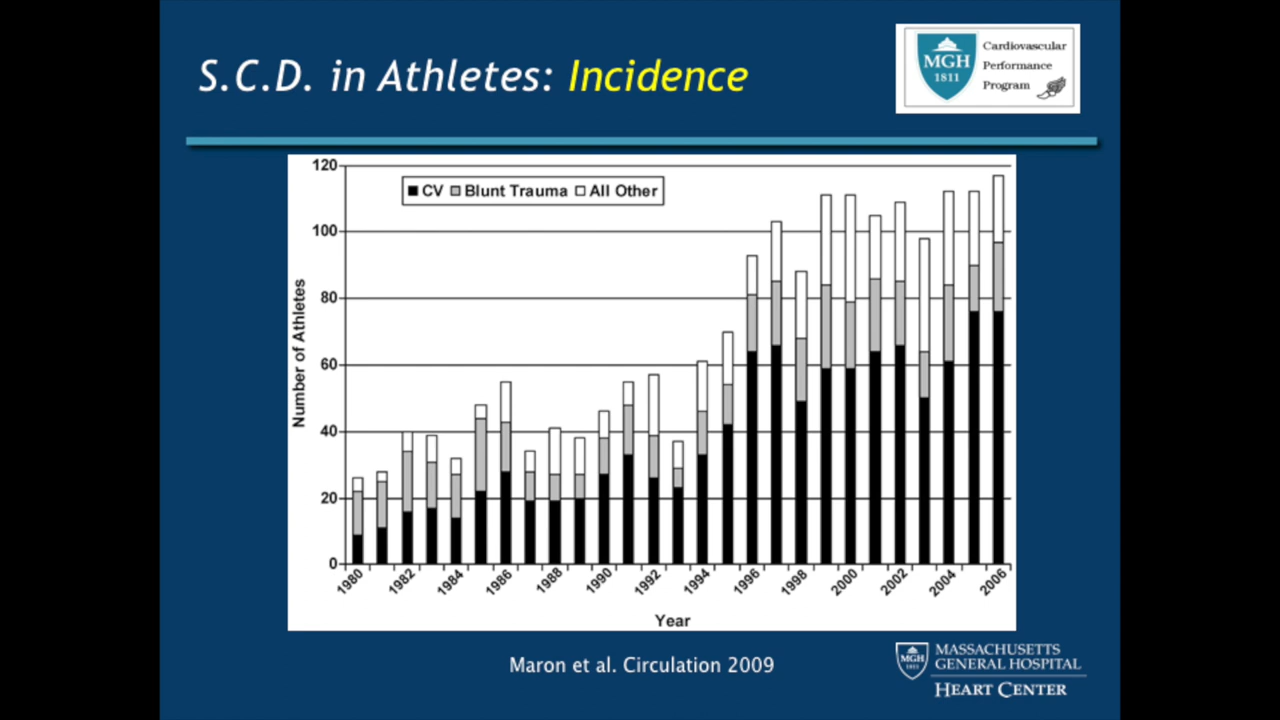 S.C.D. in Athletes: Incidence
MGH
1811
Cardiovascular
Performance
Program
CV Blunt Trauma All Other
120
100
80
60
40
20
0
Number of Athletes
1980 1982 1984 1986 1988 1990 1992 1994 1996 1998 2000 2002 2004 2006
Year
Maron et al. Circulation 2009
MGH
1811
MASSACHUSETTS
GENERAL HOSPITAL
HEART CENTER